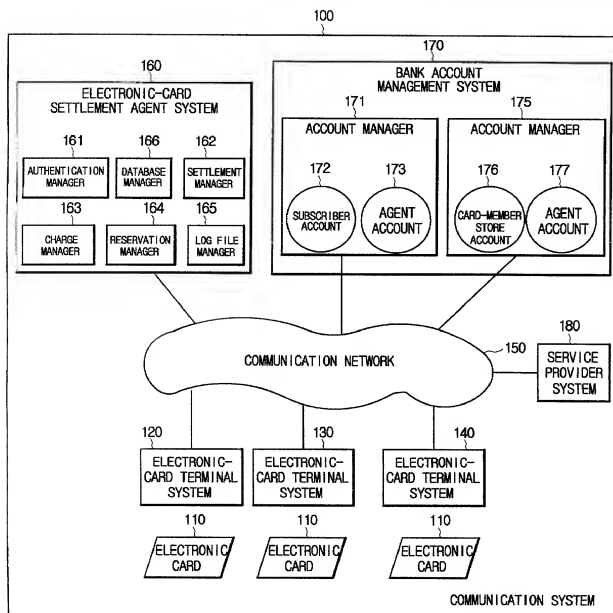 100
160
ELECTRONIC-CARD
SETTLEMENT AGENT SYSTEM
161
166
162
AUTHENTICATION
MANAGER
DATABASE
MANAGER
SETTLEMENT
MANAGER
163
164
165
CHARGE
MANAGER
RESERVATION
MANAGER
LOG FILE
MANAGER
170
BANK ACCOUNT
MANAGEMENT SYSTEM
171
175
ACCOUNT MANAGER
ACCOUNT MANAGER
172
173
176
177
SUBSCRIBER
ACCOUNT
AGENT
ACCOUNT
CARD-MEMBER
STORE
ACCOUNT
AGENT
ACCOUNT
COMMUNICATION NETWORK
150
180
SERVICE
PROVIDER
SYSTEM
120
130
140
ELECTRONIC-
CARD TERMINAL
SYSTEM
ELECTRONIC-
CARD TERMINAL
SYSTEM
ELECTRONIC-
CARD TERMINAL
SYSTEM
110
110
110
ELECTRONIC
CARD
ELECTRONIC
CARD
ELECTRONIC
CARD
COMMUNICATION SYSTEM